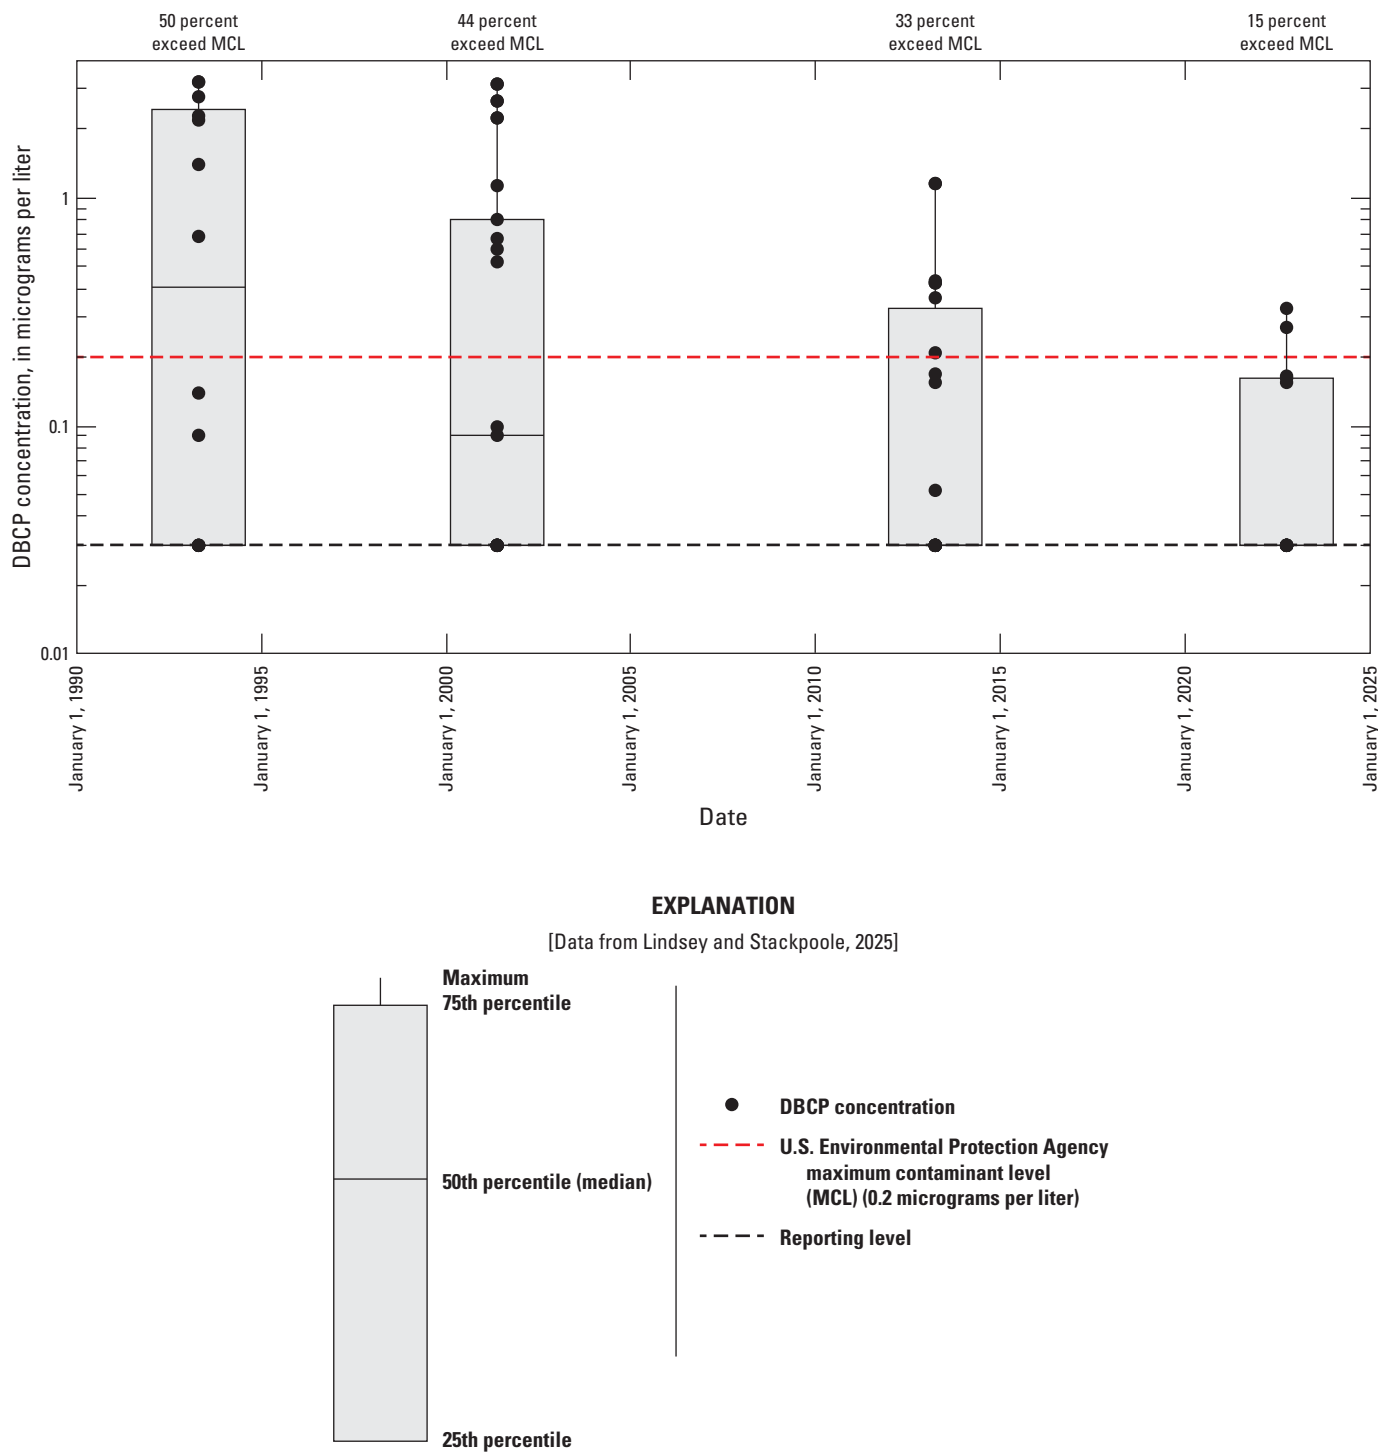 50 percent
exceed MCL
44 percent
exceed MCL
33 percent
exceed MCL
15 percent
exceed MCL
DBCP concentration, in micrograms per liter
1
0.1
0.01
January 1, 1990
January 1, 1995
January 1, 2000
January 1, 2005
January 1, 2010
January 1, 2015
January 1, 2020
January 1, 2025
Date
EXPLANATION
[Data from Lindsey and Stackpoole, 2025]
Maximum
75th percentile
50th percentile (median)
25th percentile
DBCP concentration
U.S. Environmental Protection Agency
maximum contaminant level
(MCL) (0.2 micrograms per liter)
Reporting level